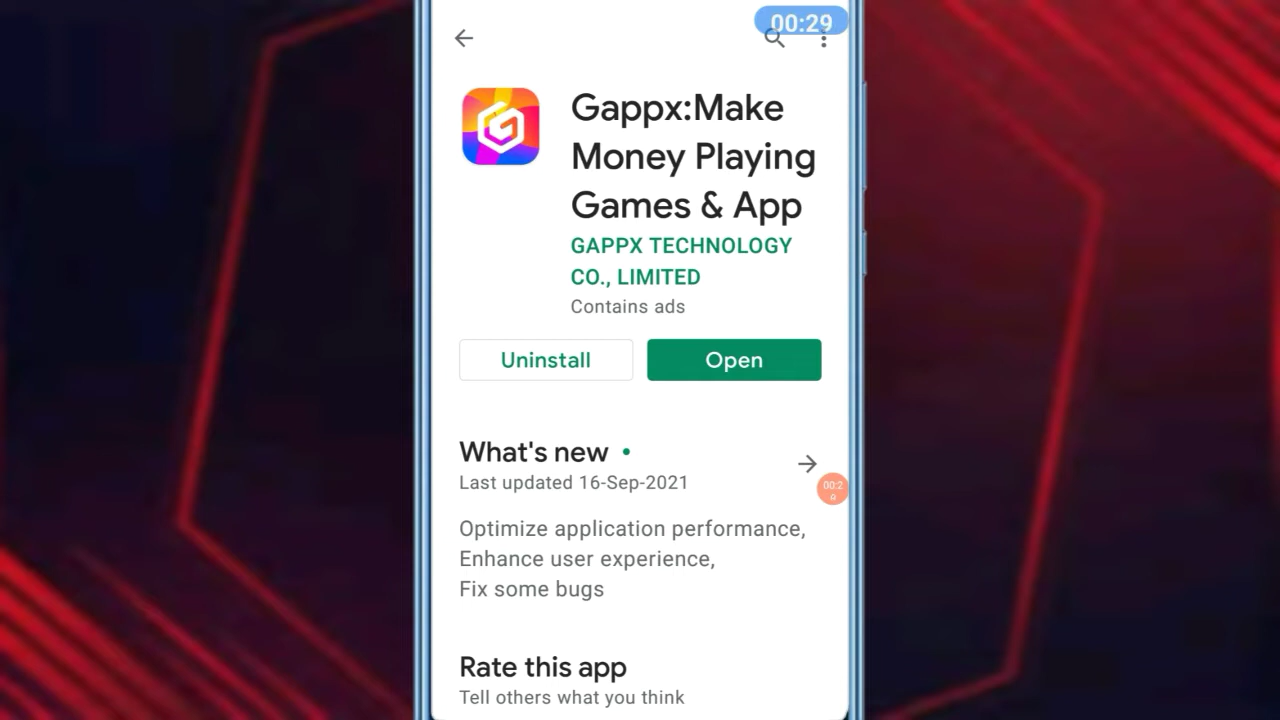 00:29
Gappx:Make
Money Playing
Games & App
GAPPX TECHNOLOGY
CO., LIMITED
Contains ads
Uninstall
Open
What's new
Last updated 16-Sep-2021
Optimize application performance,
Enhance user experience,
Fix some bugs
Rate this app
Tell others what you think